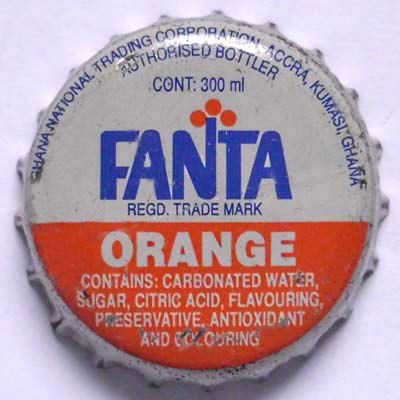 GHANA NATIONAL TRADING CORPORATION, ACCRA, KUMASI, GHANA
AUTHORISED BOTTLER
CONT: 300 ml
FANTA
REGD. TRADE MARK
ORANGE
CONTAINS: CARBONATED WATER,
SUGAR, CITRIC ACID, FLAVOURING,
PRESERVATIVE, ANTIOXIDANT
AND COLOURING